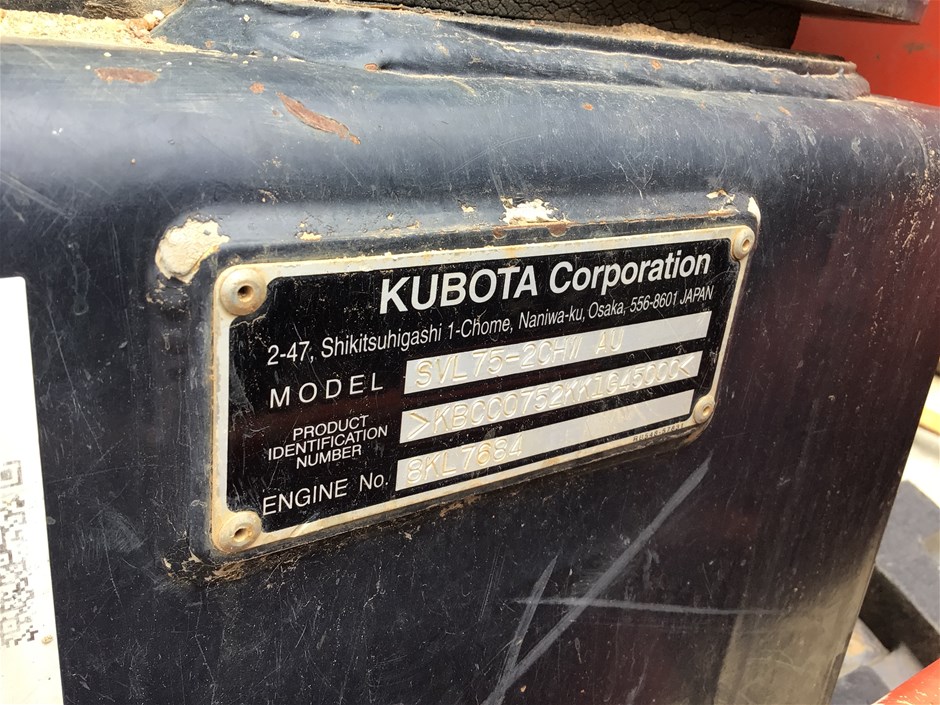 KUBOTA Corporation
2-47, Shikitsuhigashi 1-Chome, Naniwa-ku, Osaka, 556-8601 JAPAN
MODEL SVL75-2CHW AU
PRODUCT
IDENTIFICATION
NUMBER
>KBCC0752KK1G45000<
ENGINE No. 8KL7684